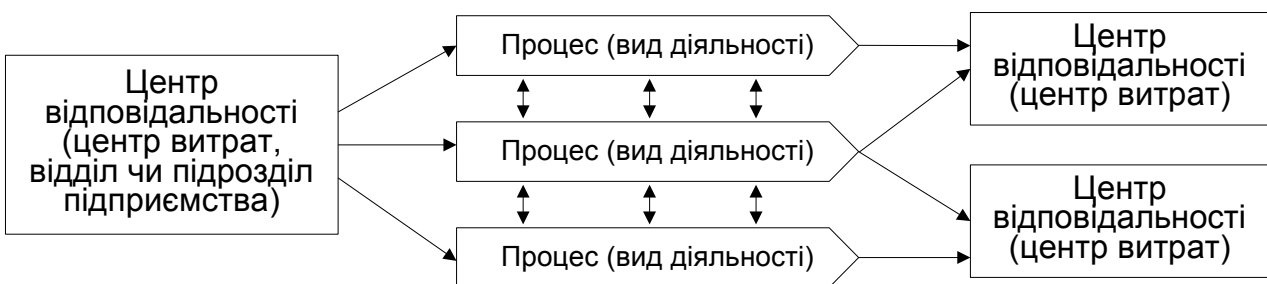 Центр
відповідальності
(центр витрат,
відділ чи підрозділ
підприємства)
Процес (вид діяльності)
Процес (вид діяльності)
Процес (вид діяльності)
Центр
відповідальності
(центр витрат)
Центр
відповідальності
(центр витрат)